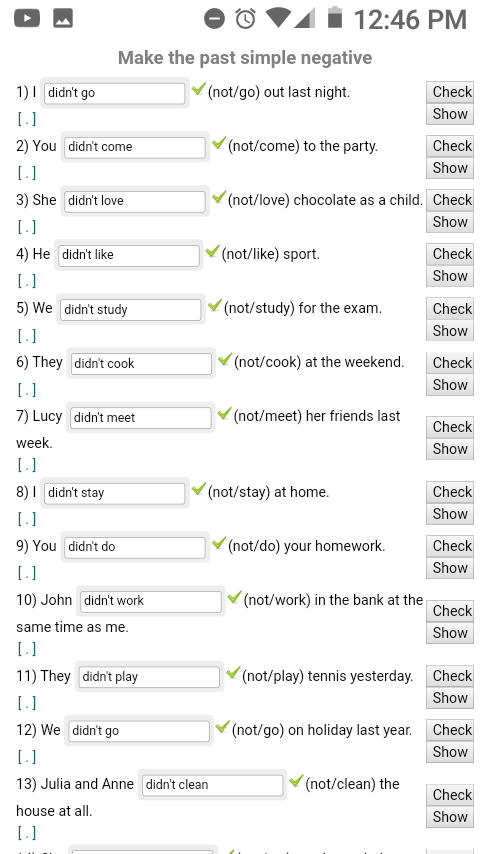 12:46 PM
Make the past simple negative
1) I didn't go (not/go) out last night. Check
Show
[ . ]
2) You didn't come (not/come) to the party. Check
Show
[ . ]
3) She didn't love (not/love) chocolate as a child. Check
Show
[ . ]
4) He didn't like (not/like) sport. Check
Show
[ . ]
5) We didn't study (not/study) for the exam. Check
Show
[ . ]
6) They didn't cook (not/cook) at the weekend. Check
Show
[ . ]
7) Lucy didn't meet (not/meet) her friends last
Check
week.
Show
[ . ]
8) I didn't stay (not/stay) at home. Check
Show
[ . ]
9) You didn't do (not/do) your homework. Check
Show
[ . ]
10) John didn't work (not/work) in the bank at the
Check
same time as me.
Show
[ . ]
11) They didn't play (not/play) tennis yesterday. Check
Show
[ . ]
12) We didn't go (not/go) on holiday last year. Check
Show
[ . ]
13) Julia and Anne didn't clean (not/clean) the
Check
house at all.
Show
[ . ]